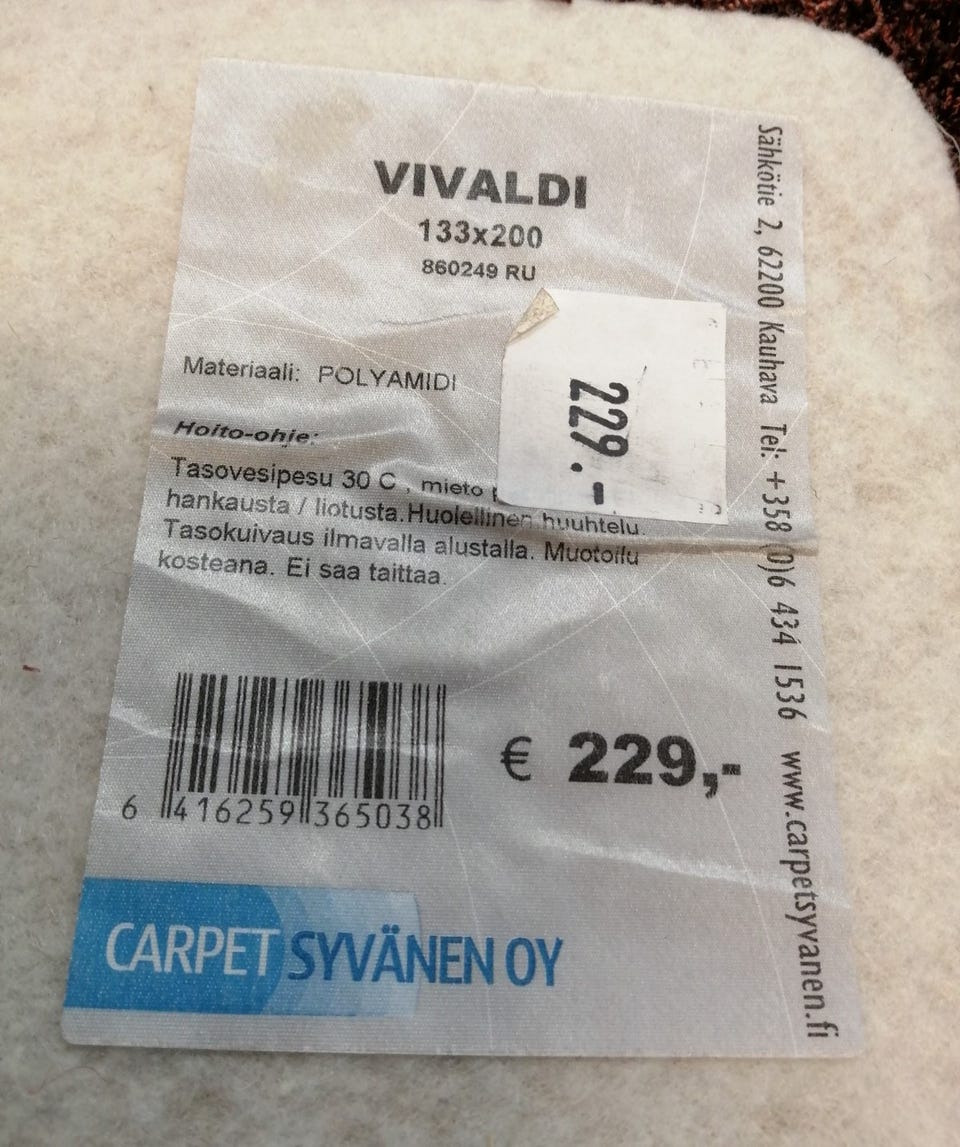 VIVALDI
133x200
860249 RU
Materiaali: POLYAMIDI
229.-
Hoito-ohje:
Tasovesipesu 30 C , mieto
hankausta / liotusta.Huolellinen huuhtelu.
Tasokuivaus ilmavalla alustalla. Muotoilu
kosteana. Ei saa taittaa.
6 416259 365038
€ 229,-
CARPET SYVÄNEN OY
Sähkötie 2, 62200 Kauhava Tel: +358 (0)6 434 1536 www.carpetsyvanen.fi